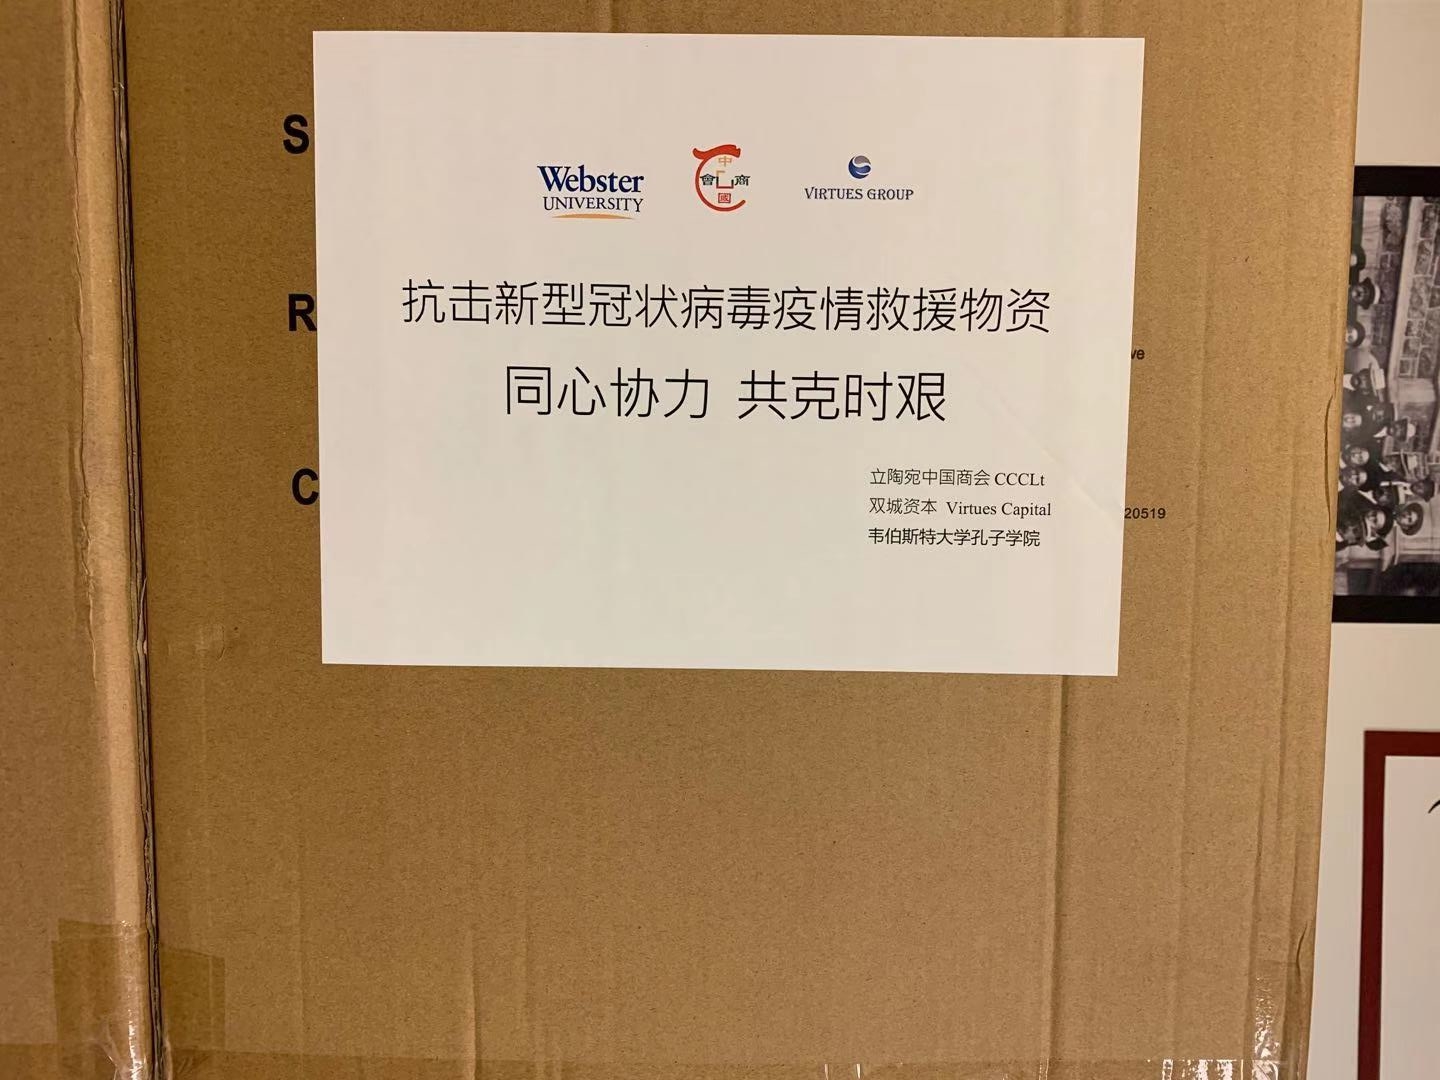 S
R
C
Webster
UNIVERSITY
中
會 商
國
VIRTUES GROUP
抗击新型冠状病毒疫情救援物资
同心协力 共克时艰
立陶宛中国商会 CCCLt
双城资本 Virtues Capital
韦伯斯特大学孔子学院
ve
20519